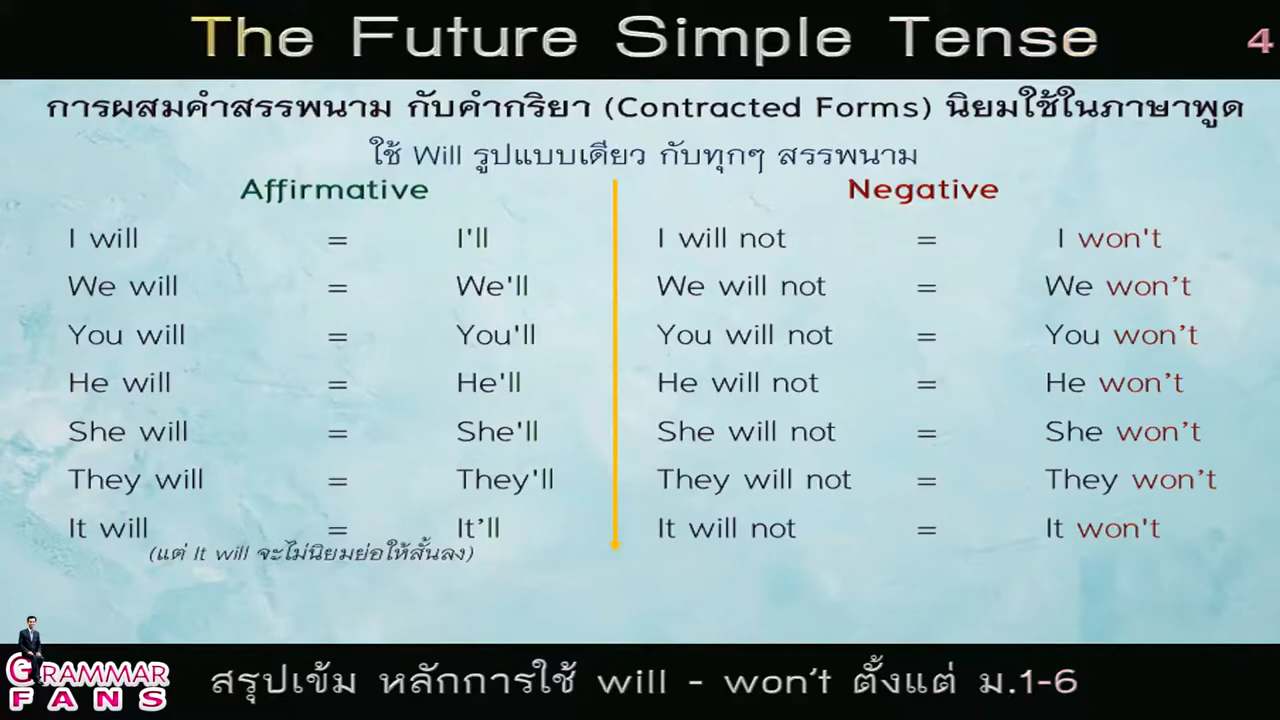 The Future Simple Tense
4
การผสมคำสรรพนาม กับคำกริยา (Contracted Forms) นิยมใช้ในภาษาพูด
ใช้ Will รูปแบบเดียว กับทุกๆ สรรพนาม
Affirmative Negative
I will = I'll I will not = I won't
We will = We'll We will not = We won't
You will = You'll You will not = You won't
He will = He'll He will not = He won't
She will = She'll She will not = She won't
They will = They'll They will not = They won't
It will = It'll It will not = It won't
(แต่ It will จะไม่นิยมย่อให้สั้นลง)
GRAMMAR
FANS
สรุปเข้ม หลักการใช้ will - won't ตั้งแต่ ม.1-6